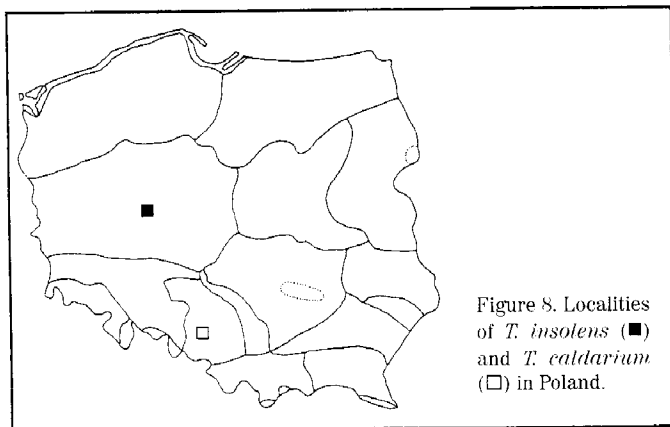 Figure 8. Localities
of T. insolens (■)
and T. caldarium
(□) in Poland.